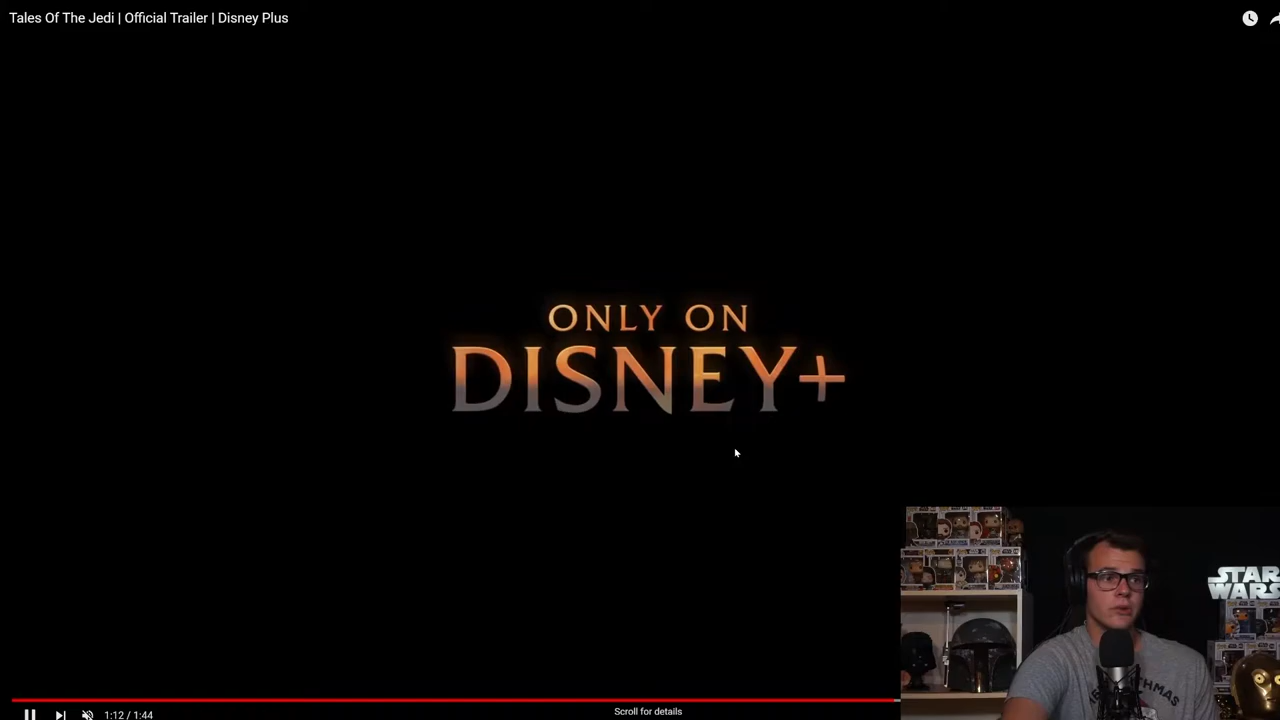 Tales Of The Jedi | Official Trailer | Disney Plus
ONLY ON
DISNEY+
STAR
WARS
1:12 / 1:44
Scroll for details